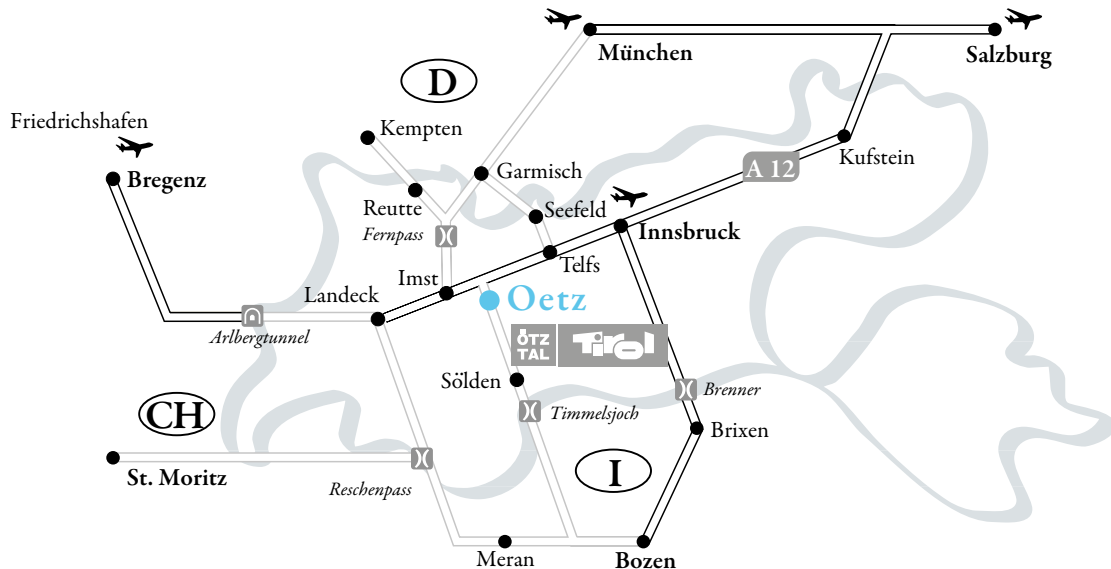 München
Salzburg
D
Friedrichshafen
Kempten
A 12
Kufstein
Garmisch
Bregenz
Reutte
Seefeld
Fernpass
Innsbruck
Telfs
Imst
Landeck
Oetz
Arlbergtunnel
ÖTZ
TAL
Tirol
Sölden
Brenner
CH
Timmelsjoch
Brixen
St. Moritz
I
Reschenpass
Meran
Bozen